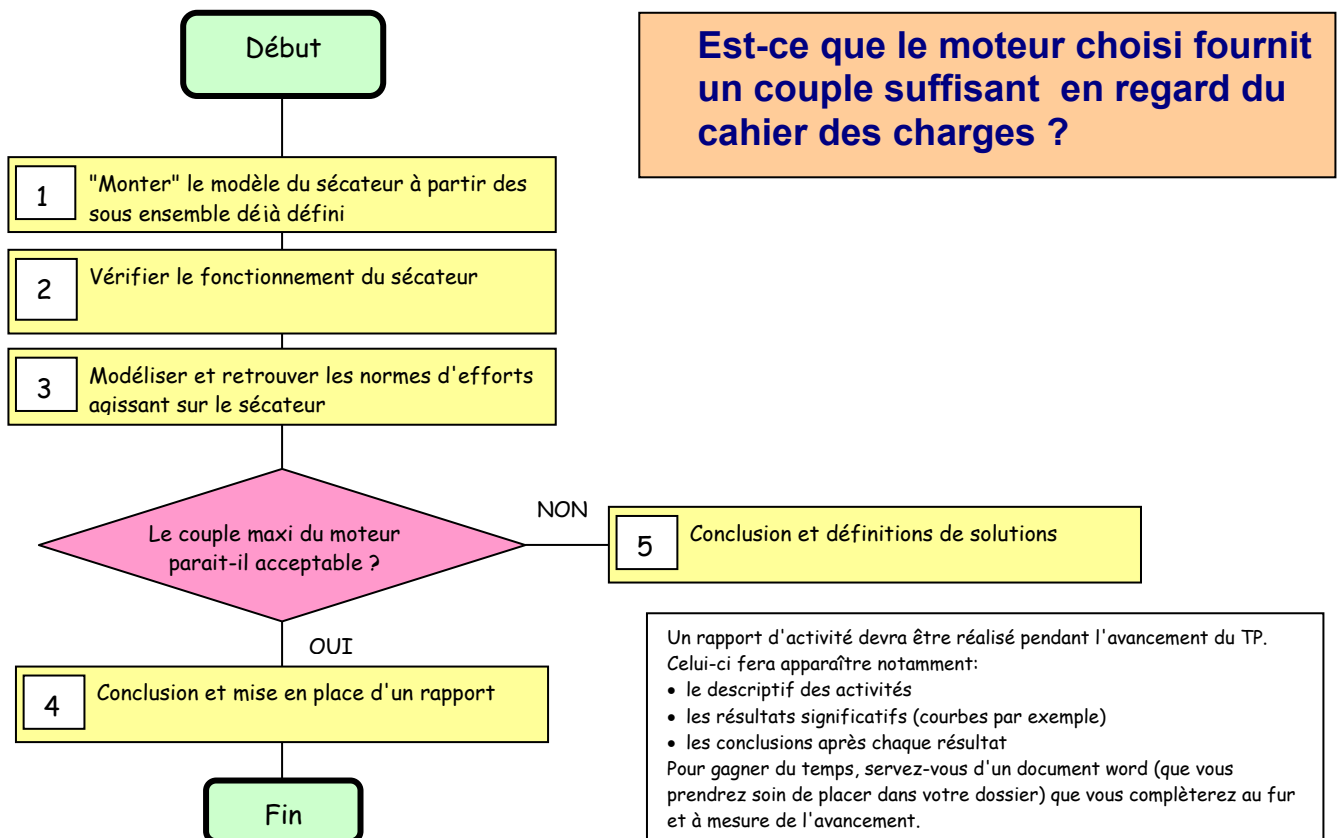 Début
Est-ce que le moteur choisi fournit
un couple suffisant en regard du
cahier des charges ?
1
"Monter" le modèle du sécateur à partir des
sous ensemble déjà défini
2
Vérifier le fonctionnement du sécateur
3
Modéliser et retrouver les normes d'efforts
agissant sur le sécateur
Le couple maxi du moteur
parait-il acceptable ?
NON
5
Conclusion et définitions de solutions
OUI
4
Conclusion et mise en place d'un rapport
Fin
Un rapport d'activité devra être réalisé pendant l'avancement du TP.
Celui-ci fera apparaître notamment:
• le descriptif des activités
• les résultats significatifs (courbes par exemple)
• les conclusions après chaque résultat
Pour gagner du temps, servez-vous d'un document word (que vous
prendrez soin de placer dans votre dossier) que vous complèterez au fur
et à mesure de l'avancement.